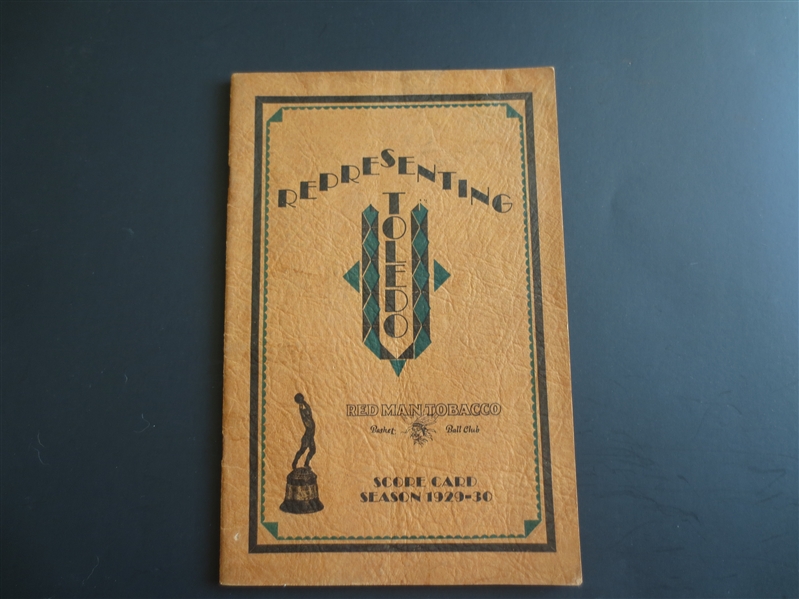 REPRESENTING
TOLEDO
RED MAN TOBACCO
Basket Ball Club
SCORE CARD
SEASON 1929-30